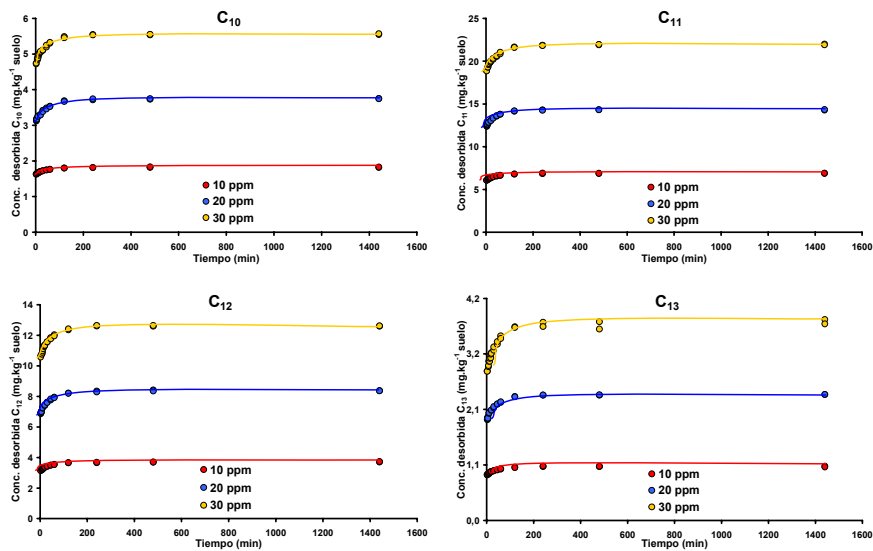 C10
Conc. desorbida C10 (mg.kg-1 suelo)
6
5
4
3
2
1
0
10 ppm
20 ppm
30 ppm
0 200 400 600 800 1000 1200 1400 1600
Tiempo (min)
C11
Conc. desorbida C11 (mg.kg-1 suelo)
25
20
15
10
5
0
10 ppm
20 ppm
30 ppm
0 200 400 600 800 1000 1200 1400 1600
Tiempo (min)
C12
Conc. desorbida C12 (mg.kg-1 suelo)
14
12
10
8
6
4
2
0
10 ppm
20 ppm
30 ppm
0 200 400 600 800 1000 1200 1400 1600
Tiempo (min)
C13
Conc. desorbida C13 (mg.kg-1 suelo)
4,2
3,2
2,1
1,1
0,0
10 ppm
20 ppm
30 ppm
0 200 400 600 800 1000 1200 1400 1600
Tiempo (min)